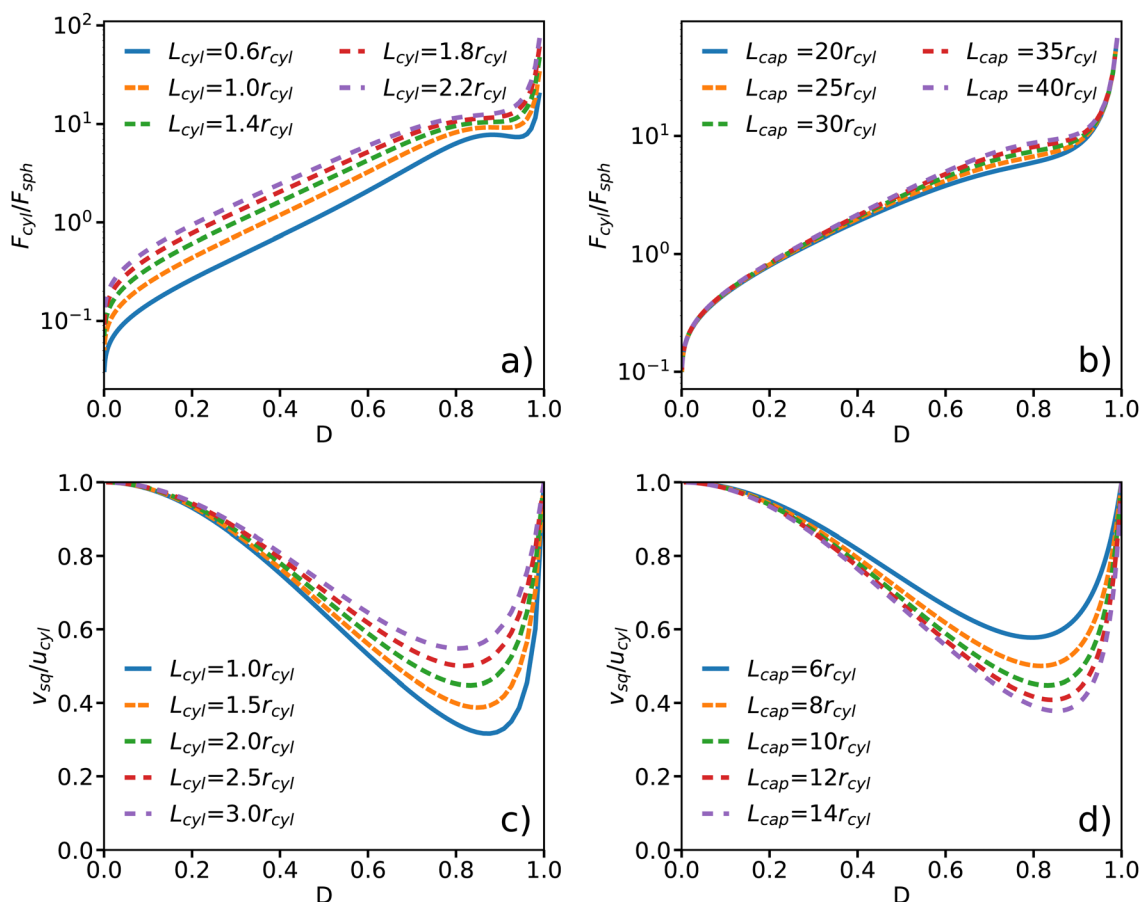 10²
10¹
10⁰
10⁻¹
F_cyl/F_sph
L_cyl=0.6r_cyl
L_cyl=1.0r_cyl
L_cyl=1.4r_cyl
L_cyl=1.8r_cyl
L_cyl=2.2r_cyl
a)
0.0 0.2 0.4 0.6 0.8 1.0
D
10¹
10⁰
10⁻¹
F_cyl/F_sph
L_cap =20r_cyl
L_cap =25r_cyl
L_cap =30r_cyl
L_cap =35r_cyl
L_cap =40r_cyl
b)
0.0 0.2 0.4 0.6 0.8 1.0
D
1.0
0.8
0.6
0.4
0.2
0.0
v_sq/u_cyl
L_cyl=1.0r_cyl
L_cyl=1.5r_cyl
L_cyl=2.0r_cyl
L_cyl=2.5r_cyl
L_cyl=3.0r_cyl
c)
0.0 0.2 0.4 0.6 0.8 1.0
D
1.0
0.8
0.6
0.4
0.2
0.0
v_sq/u_cyl
L_cap=6r_cyl
L_cap=8r_cyl
L_cap=10r_cyl
L_cap=12r_cyl
L_cap=14r_cyl
d)
0.0 0.2 0.4 0.6 0.8 1.0
D